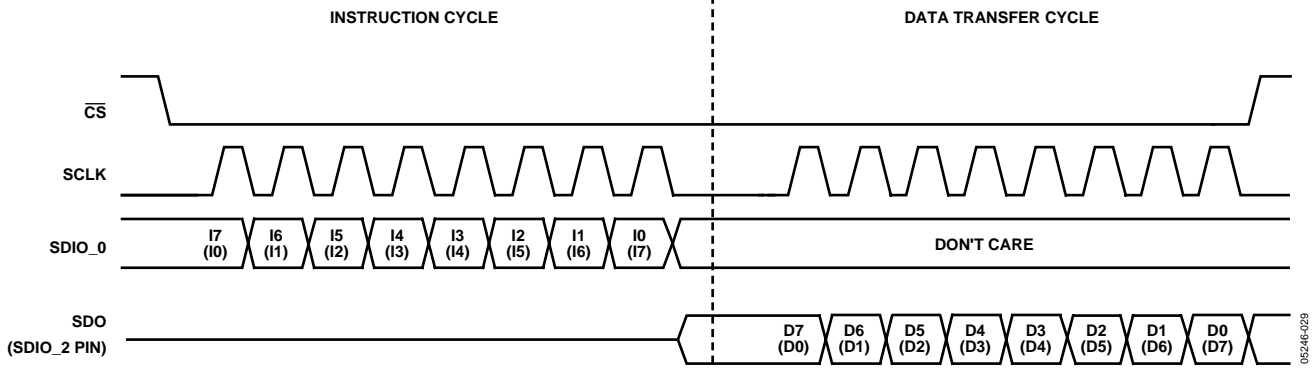 INSTRUCTION CYCLE DATA TRANSFER CYCLE
CS
SCLK
SDIO_0 I7 I6 I5 I4 I3 I2 I1 I0
(I0) (I1) (I2) (I3) (I4) (I5) (I6) (I7)
DON'T CARE
SDO
(SDIO_2 PIN)
D7 D6 D5 D4 D3 D2 D1 D0
(D0) (D1) (D2) (D3) (D4) (D5) (D6) (D7)
05246-029